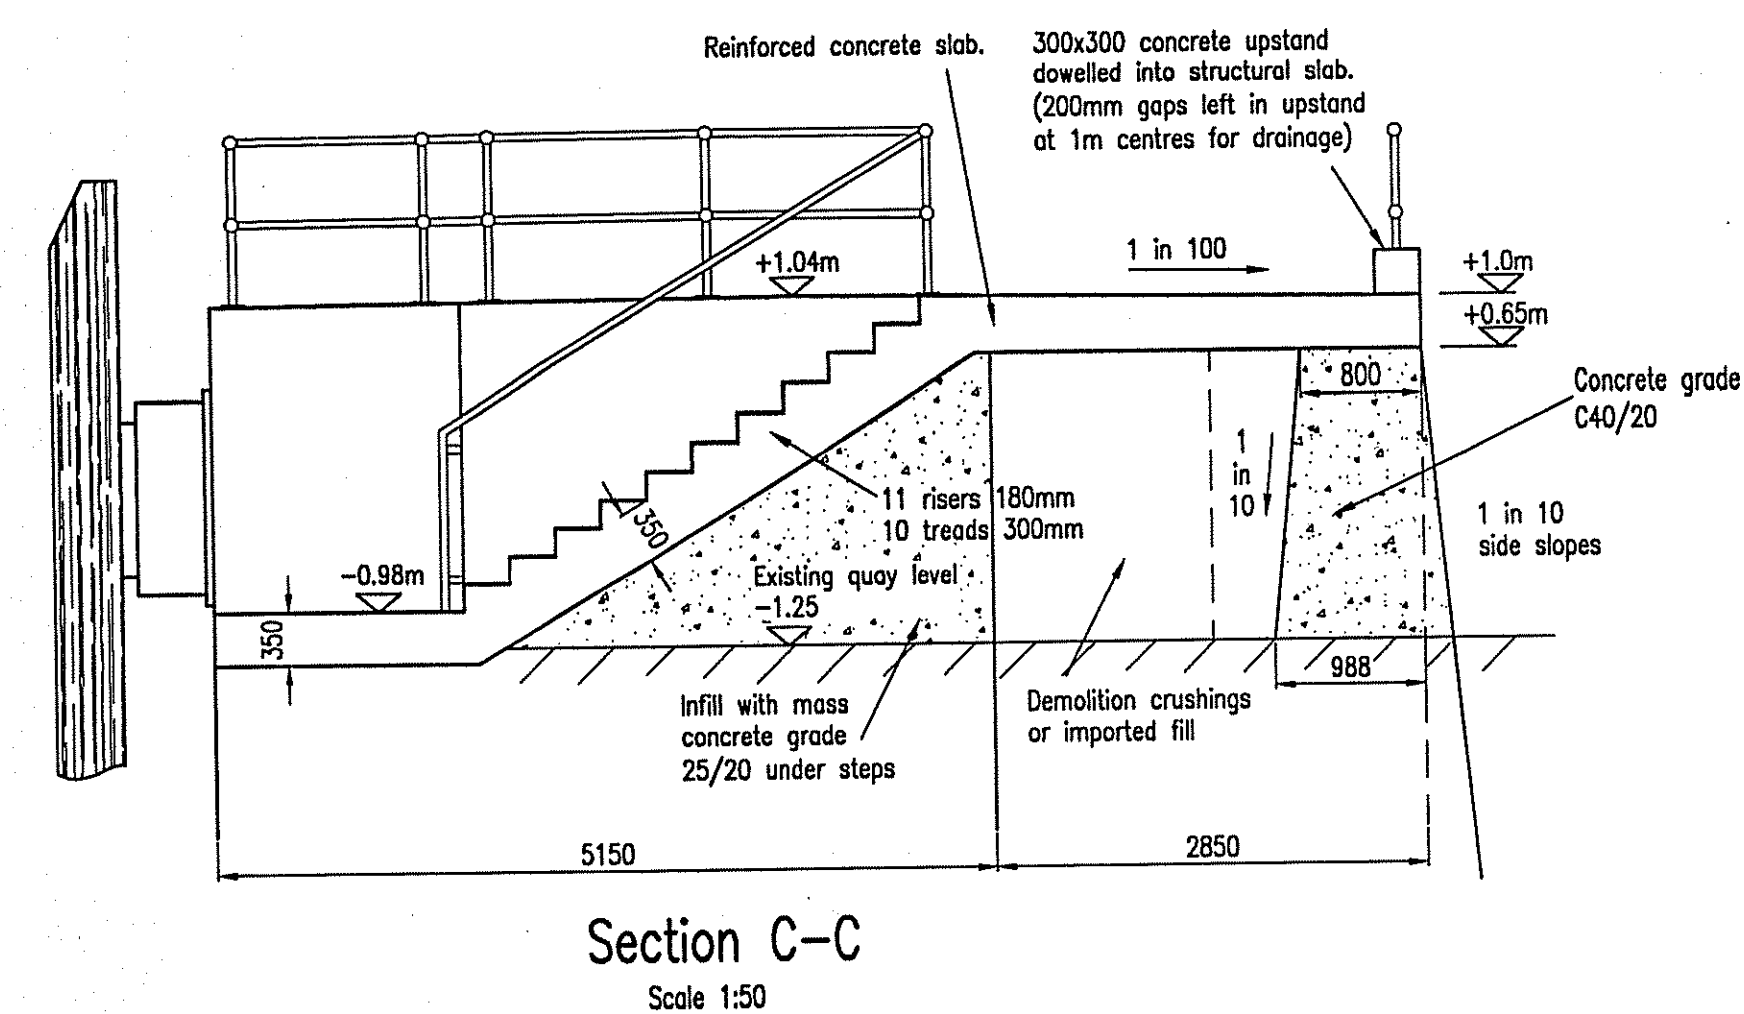 Reinforced concrete slab.
300x300 concrete upstand
dowelled into structural slab.
(200mm gaps left in upstand
at 1m centres for drainage)
1 in 100
+1.04m
+1.0m
+0.65m
800
Concrete grade
C40/20
1
in
10
11 risers 180mm
10 treads 300mm
350
1 in 10
side slopes
-0.98m
Existing quay level
-1.25
350
988
Infill with mass
concrete grade
25/20 under steps
Demolition crushings
or imported fill
5150
2850
Section C-C
Scale 1:50